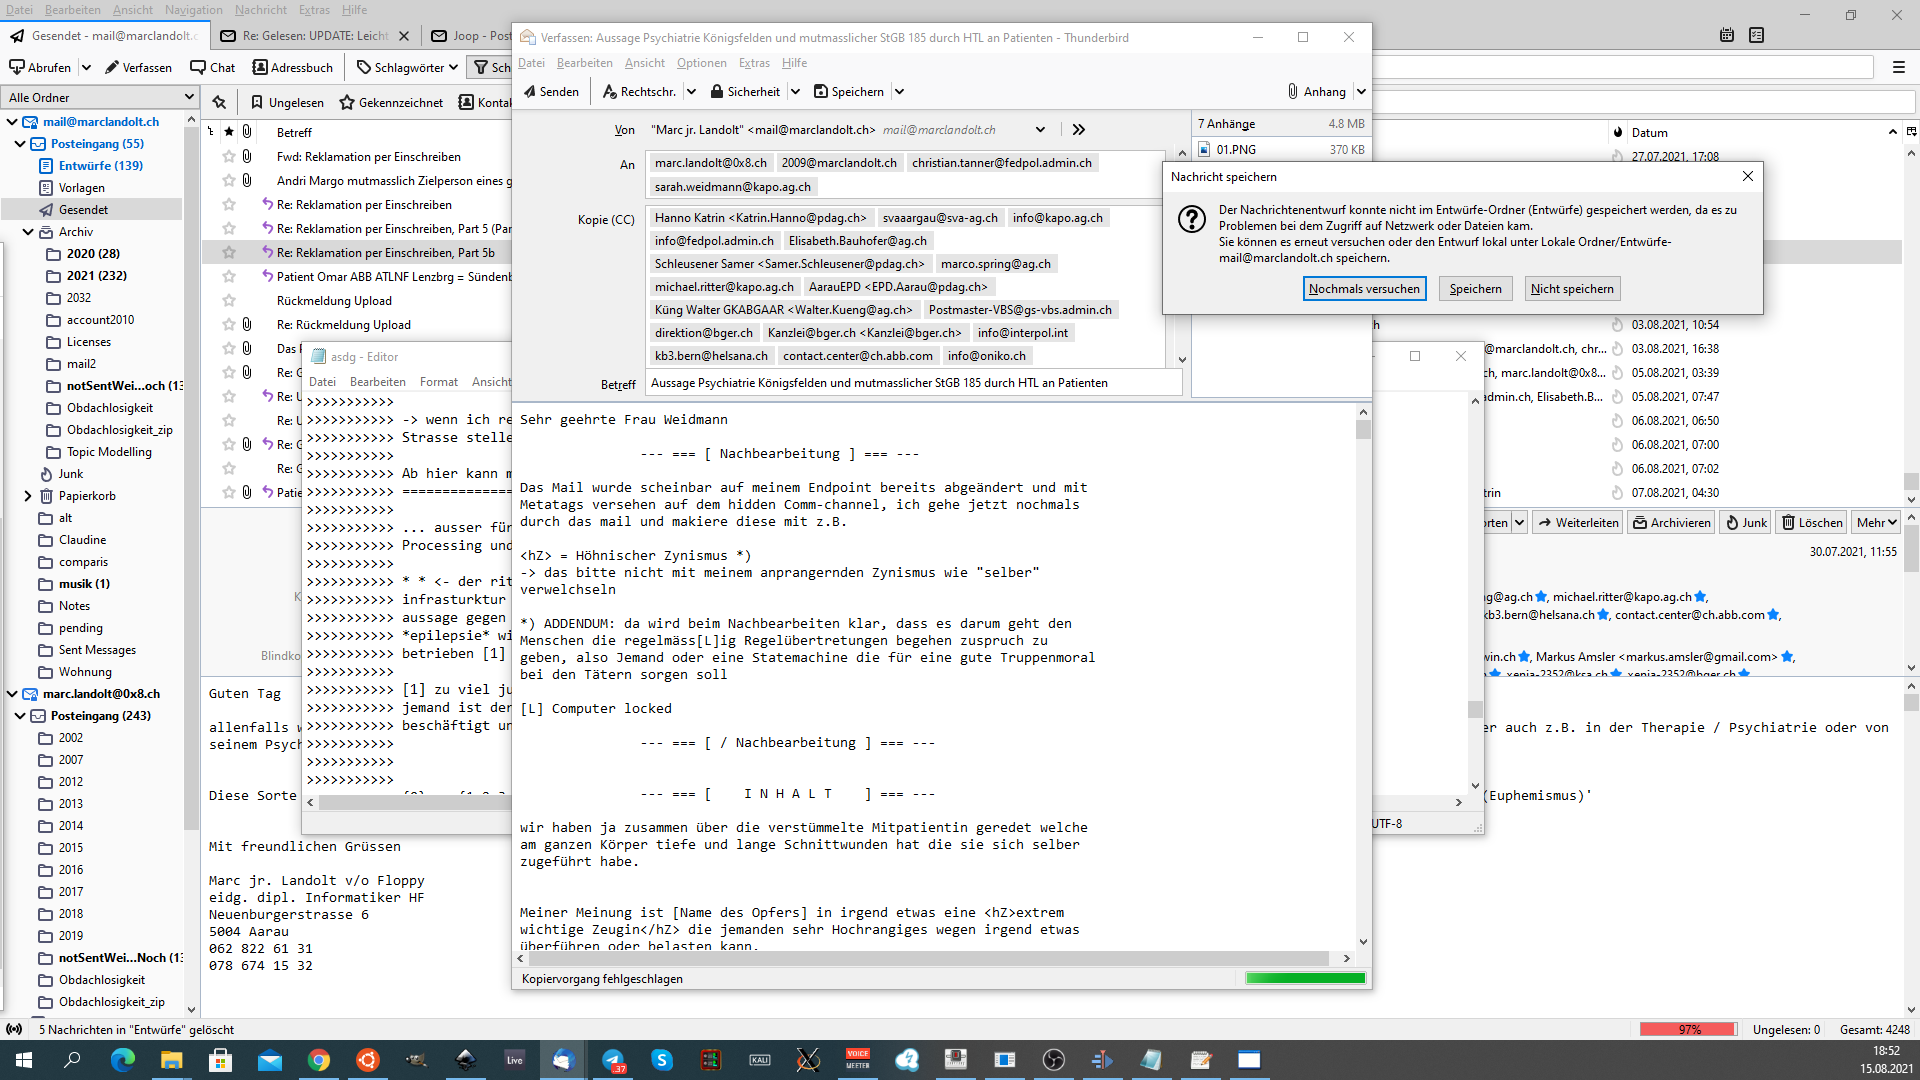 Datei Bearbeiten Ansicht Navigation Nachricht Extras Hilfe
Gesendet - mail@marclandolt.c
Re: Gelesen: UPDATE: Leicht
Joop - Post
Abrufen Verfassen Chat Adressbuch Schlagwörter Sch
Alle Ordner
Ungelesen Gekennzeichnet Kontak
mail@marclandolt.ch
Posteingang (55)
Entwürfe (139)
Vorlagen
Gesendet
Archiv
2020 (28)
2021 (232)
2032
account2010
Licenses
mail2
notSentWei...och (13
Obdachlosigkeit
Obdachlosigkeit_zip
Topic Modelling
Junk
Papierkorb
alt
Claudine
comparis
musik (1)
Notes
pending
Sent Messages
Wohnung
marc.landolt@0x8.ch
Posteingang (243)
2002
2007
2012
2013
2014
2015
2016
2017
2018
2019
notSentWei...Noch (13
Obdachlosigkeit
Obdachlosigkeit_zip
Betreff
Fwd: Reklamation per Einschreiben
Andri Margo mutmasslich Zielperson eines g
Re: Reklamation per Einschreiben
Re: Reklamation per Einschreiben, Part 5 (Par
Re: Reklamation per Einschreiben, Part 5b
Patient Omar ABB ATLNF Lenzbrg = Sündenb
Rückmeldung Upload
Re: Rückmeldung Upload
Das P
Re: G
Re: U
Re: U
Re: G
Re: G
Patie
asdg - Editor
Datei Bearbeiten Format Ansicht
>>>>>>>>>>>
>>>>>>>>>>> -> wenn ich re
>>>>>>>>>>> Strasse stelle
>>>>>>>>>>>
>>>>>>>>>>> Ab hier kann m
>>>>>>>>>>> ==============
>>>>>>>>>>>
>>>>>>>>>>> ... ausser für
>>>>>>>>>>> Processing und
>>>>>>>>>>>
>>>>>>>>>>> * * <- der rit
>>>>>>>>>>> infrasturktur
>>>>>>>>>>> aussage gegen
>>>>>>>>>>> *epilepsie* wi
>>>>>>>>>>> betrieben [1]
>>>>>>>>>>>
>>>>>>>>>>> [1] zu viel ju
>>>>>>>>>>> jemand ist der
>>>>>>>>>>> beschäftigt un
>>>>>>>>>>>
>>>>>>>>>>>
>>>>>>>>>>>
UTF-8
K
Blindko
Verfassen: Aussage Psychiatrie Königsfelden und mutmasslicher StGB 185 durch HTL an Patienten - Thunderbird
Datei Bearbeiten Ansicht Optionen Extras Hilfe
Senden Rechtschr. Sicherheit Speichern Anhang
Von "Marc jr. Landolt" <mail@marclandolt.ch> mail@marclandolt.ch
An marc.landolt@0x8.ch 2009@marclandolt.ch christian.tanner@fedpol.admin.ch
sarah.weidmann@kapo.ag.ch
Kopie (CC) Hanno Katrin <Katrin.Hanno@pdag.ch> svaaargau@sva-ag.ch info@kapo.ag.ch
info@fedpol.admin.ch Elisabeth.Bauhofer@ag.ch
Schleusener Samer <Samer.Schleusener@pdag.ch> marco.spring@ag.ch
michael.ritter@kapo.ag.ch AarauEPD <EPD.Aarau@pdag.ch>
Küng Walter GKABGAAR <Walter.Kueng@ag.ch> Postmaster-VBS@gs-vbs.admin.ch
direktion@bger.ch Kanzlei@bger.ch <Kanzlei@bger.ch> info@interpol.int
kb3.bern@helsana.ch contact.center@ch.abb.com info@oniko.ch
Betreff Aussage Psychiatrie Königsfelden und mutmasslicher StGB 185 durch HTL an Patienten
7 Anhänge 4.8 MB
01.PNG 370 KB
Sehr geehrte Frau Weidmann
--- === [ Nachbearbeitung ] === ---
Das Mail wurde scheinbar auf meinem Endpoint bereits abgeändert und mit
Metatags versehen auf dem hidden Comm-channel, ich gehe jetzt nochmals
durch das mail und makiere diese mit z.B.
<hZ> = Höhnischer Zynismus *)
-> das bitte nicht mit meinem anprangernden Zynismus wie "selber"
verwelchseln
*) ADDENDUM: da wird beim Nachbearbeiten klar, dass es darum geht den
Menschen die regelmäss[L]ig Regelübertretungen begehen zuspruch zu
geben, also Jemand oder eine Statemachine die für eine gute Truppenmoral
bei den Tätern sorgen soll
[L] Computer locked
--- === [ / Nachbearbeitung ] === ---
--- === [ I N H A L T ] === ---
wir haben ja zusammen über die verstümmelte Mitpatientin geredet welche
am ganzen Körper tiefe und lange Schnittwunden hat die sie sich selber
zugeführt habe.
Meiner Meinung ist [Name des Opfers] in irgend etwas eine <hZ>extrem
wichtige Zeugin</hZ> die jemanden sehr Hochrangiges wegen irgend etwas
überführen oder belasten kann.
Kopiervorgang fehlgeschlagen
Nachricht speichern
Der Nachrichtenentwurf konnte nicht im Entwürfe-Ordner (Entwürfe) gespeichert werden, da es zu
Problemen bei dem Zugriff auf Netzwerk oder Dateien kam.
Sie können es erneut versuchen oder den Entwurf lokal unter Lokale Ordner/Entwürfe-
mail@marclandolt.ch speichern.
Nochmals versuchen Speichern Nicht speichern
Datum
27.07.2021, 17:08
ch 03.08.2021, 10:54
@marclandolt.ch, chr... 03.08.2021, 16:38
ch, marc.landolt@0x8... 05.08.2021, 03:39
admin.ch, Elisabeth.B... 05.08.2021, 07:47
06.08.2021, 06:50
06.08.2021, 07:00
06.08.2021, 07:02
trin 07.08.2021, 04:30
orten Weiterleiten Archivieren Junk Löschen Mehr
30.07.2021, 11:55
g@ag.ch, michael.ritter@kapo.ag.ch,
kb3.bern@helsana.ch, contact.center@ch.abb.com,
win.ch, Markus Amsler <markus.amsler@gmail.com>,
xenia-2352@ksa.ch, xenia-2352@bger.ch
Guten Tag
allenfalls w
er auch z.B. in der Therapie / Psychiatrie oder von
seinem Psych
Diese Sorte
(Euphemismus)'
Mit freundlichen Grüssen
Marc jr. Landolt v/o Floppy
eidg. dipl. Informatiker HF
Neuenburgerstrasse 6
5004 Aarau
062 822 61 31
078 674 15 32
5 Nachrichten in "Entwürfe" gelöscht
97% Ungelesen: 0 Gesamt: 4248
Live
37
KALI
VOICE
MEETER
18:52
15.08.2021